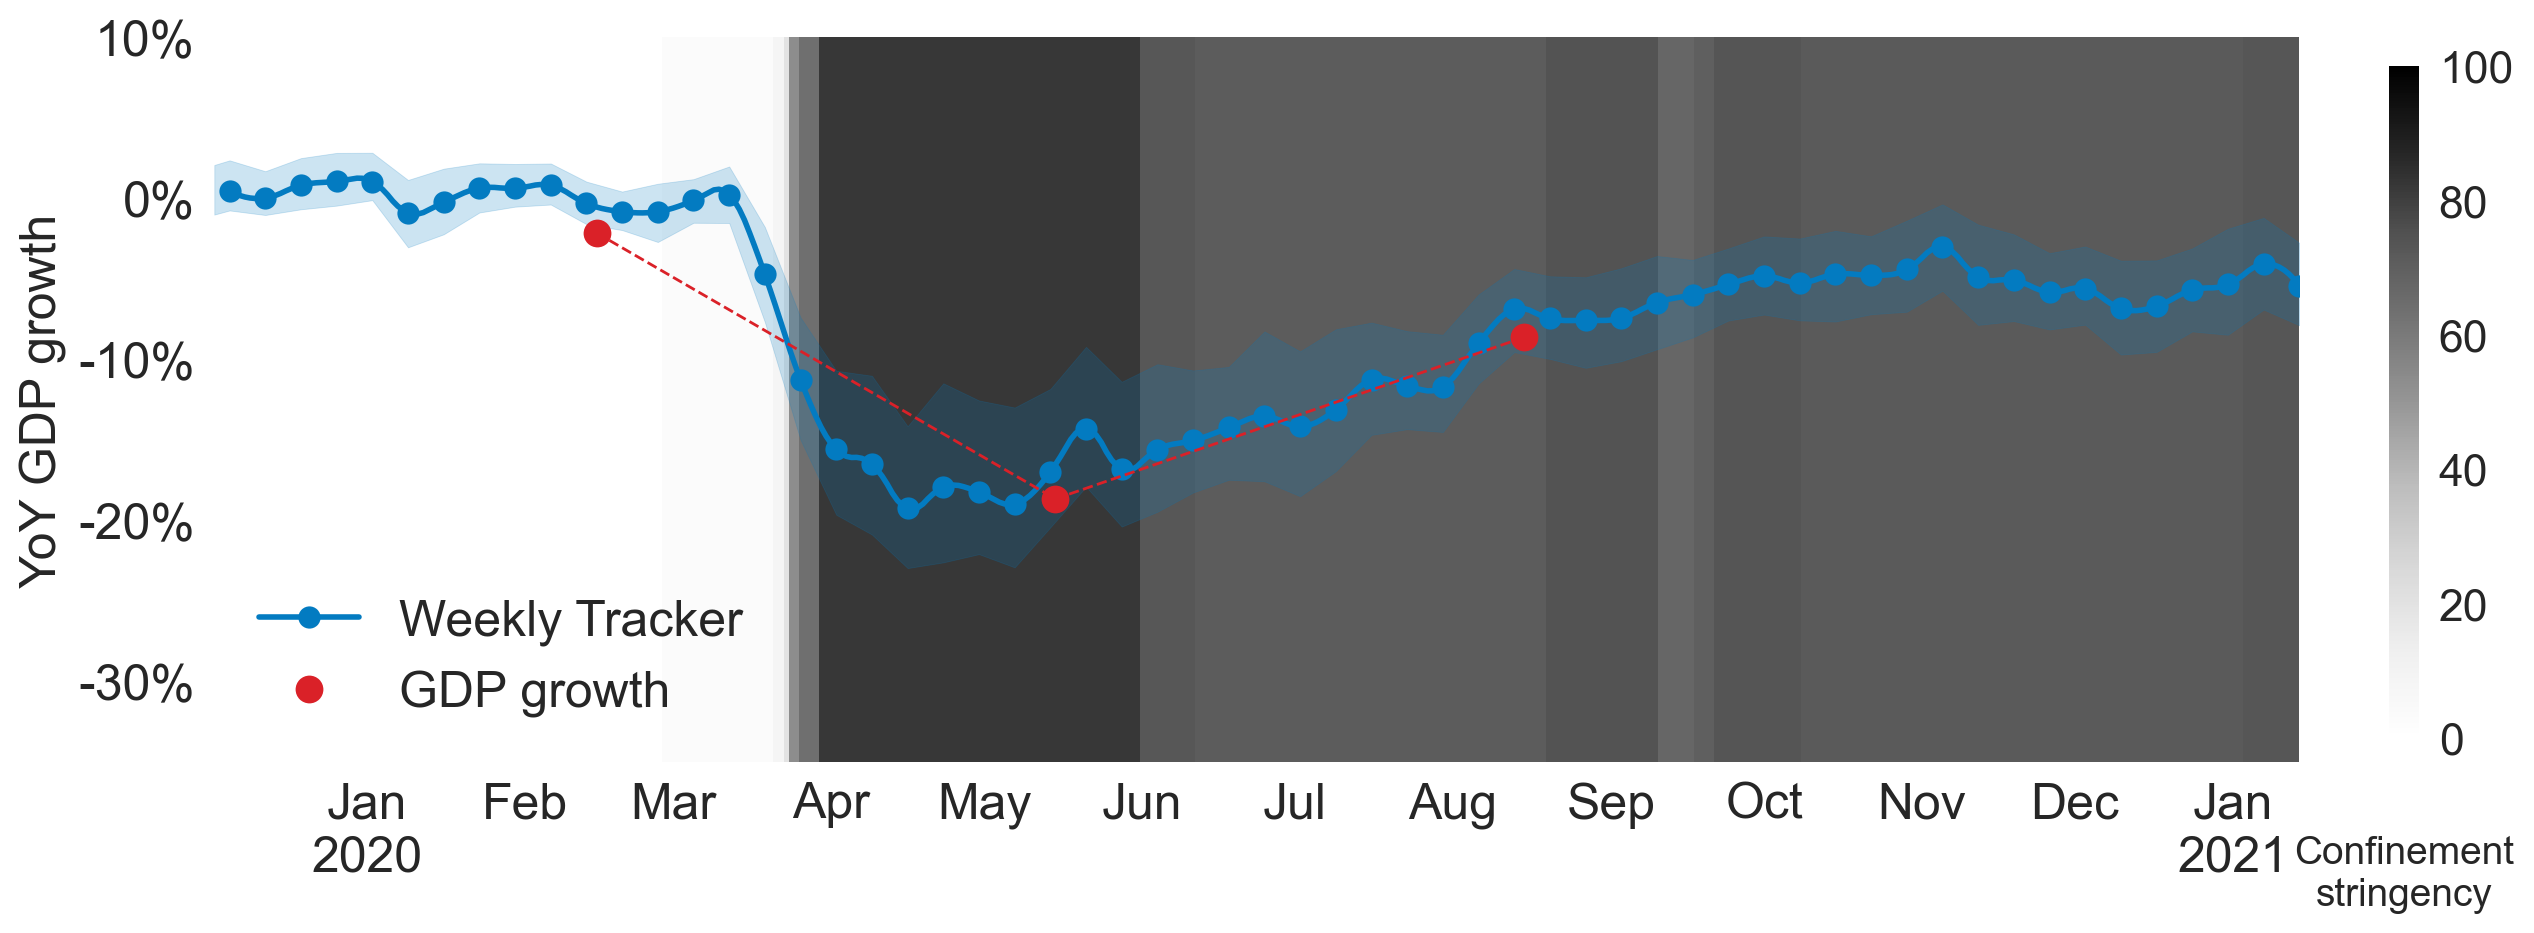 10%
0%
-10%
-20%
-30%
YoY GDP growth
Weekly Tracker
GDP growth
Jan
2020
Feb
Mar
Apr
May
Jun
Jul
Aug
Sep
Oct
Nov
Dec
Jan
2021
100
80
60
40
20
0
Confinement
stringency